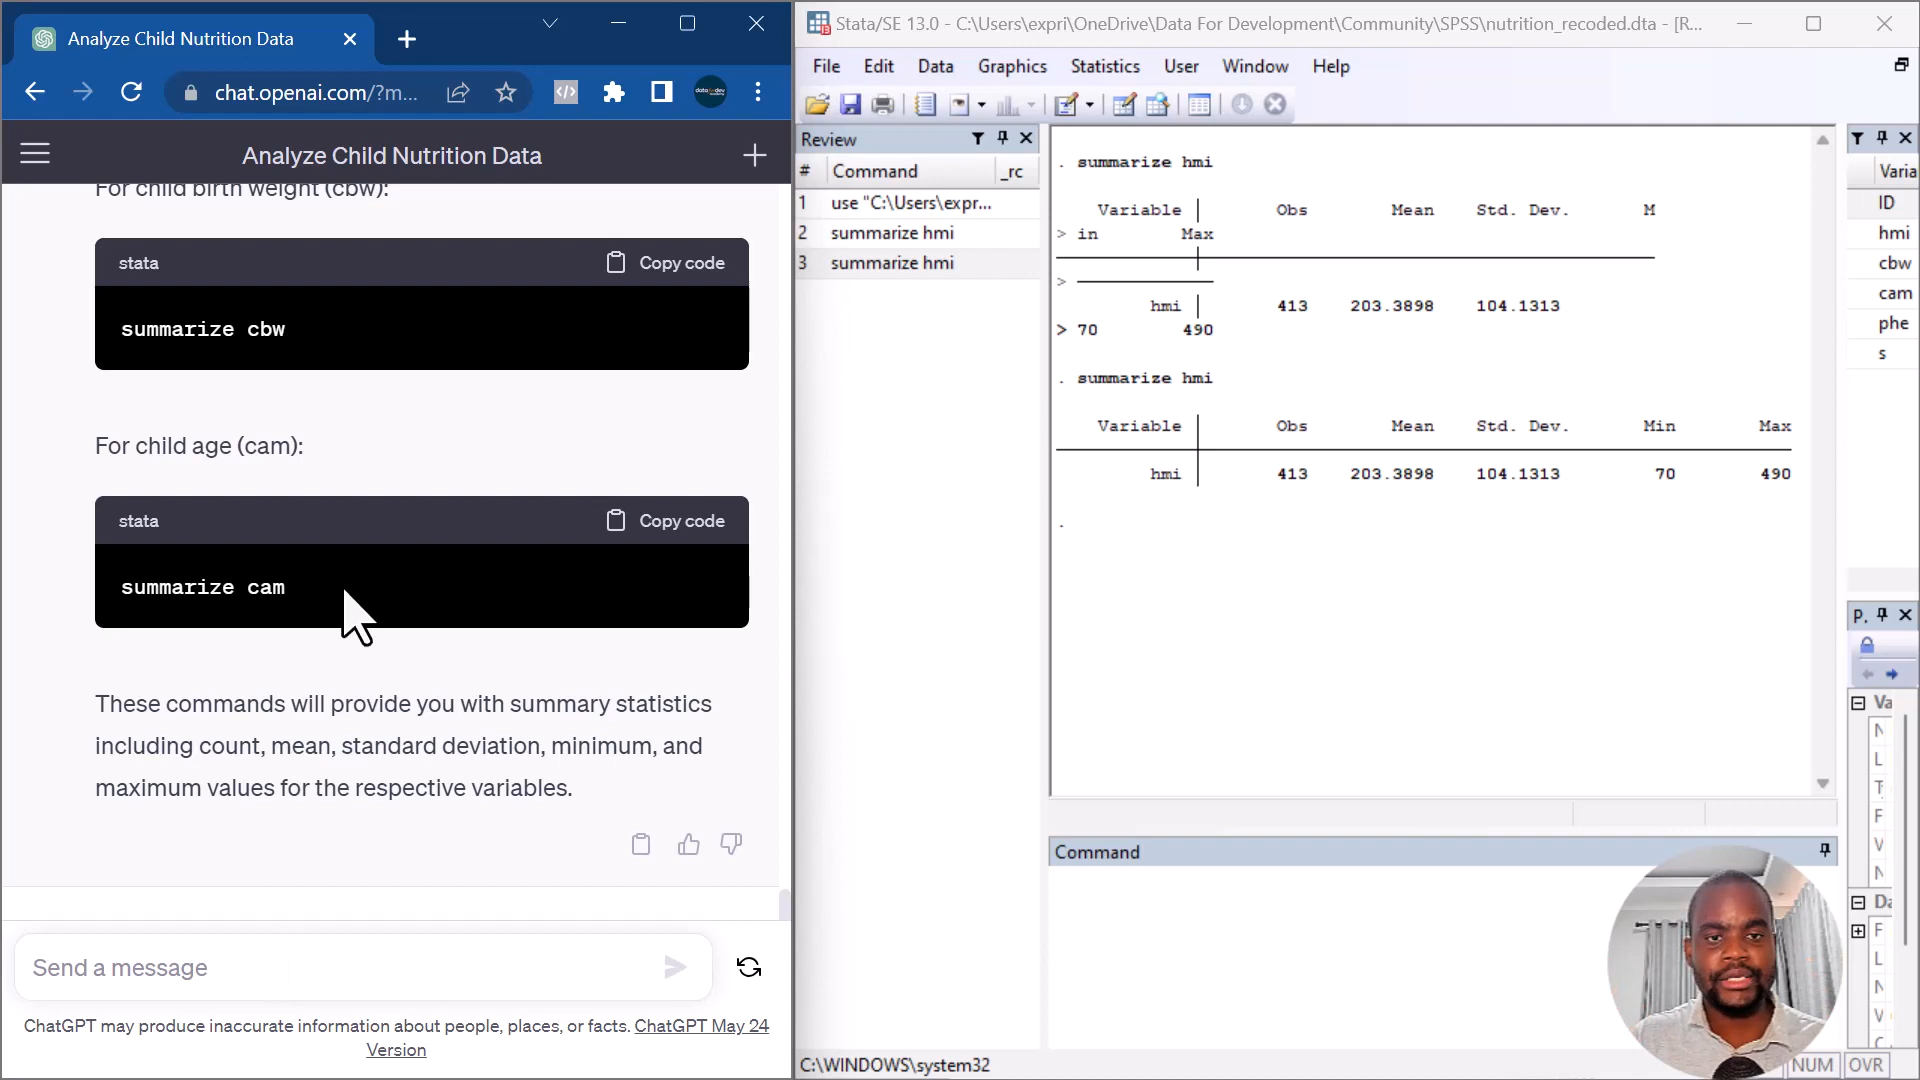 Analyze Child Nutrition Data
chat.openai.com/?m...
Analyze Child Nutrition Data
For child birth weight (cbw):
stata
Copy code
summarize cbw
For child age (cam):
stata
Copy code
summarize cam
These commands will provide you with summary statistics
including count, mean, standard deviation, minimum, and
maximum values for the respective variables.
Send a message
ChatGPT may produce inaccurate information about people, places, or facts. ChatGPT May 24
Version
Stata/SE 13.0 - C:\Users\expri\OneDrive\Data For Development\Community\SPSS\nutrition_recoded.dta - [R...
File Edit Data Graphics Statistics User Window Help
Review
# Command _rc
1 use "C:\Users\expr...
2 summarize hmi
3 summarize hmi
. summarize hmi
Variable | Obs Mean Std. Dev. M
> in Max
>
hmi | 413 203.3898 104.1313
> 70 490
. summarize hmi
Variable | Obs Mean Std. Dev. Min Max
hmi | 413 203.3898 104.1313 70 490
.
Command
C:\WINDOWS\system32
Varia
ID
hmi
cbw
cam
phe
s
P.
Va
N
L
T
F
V
N
Da
F
L
N
V
NUM OVR